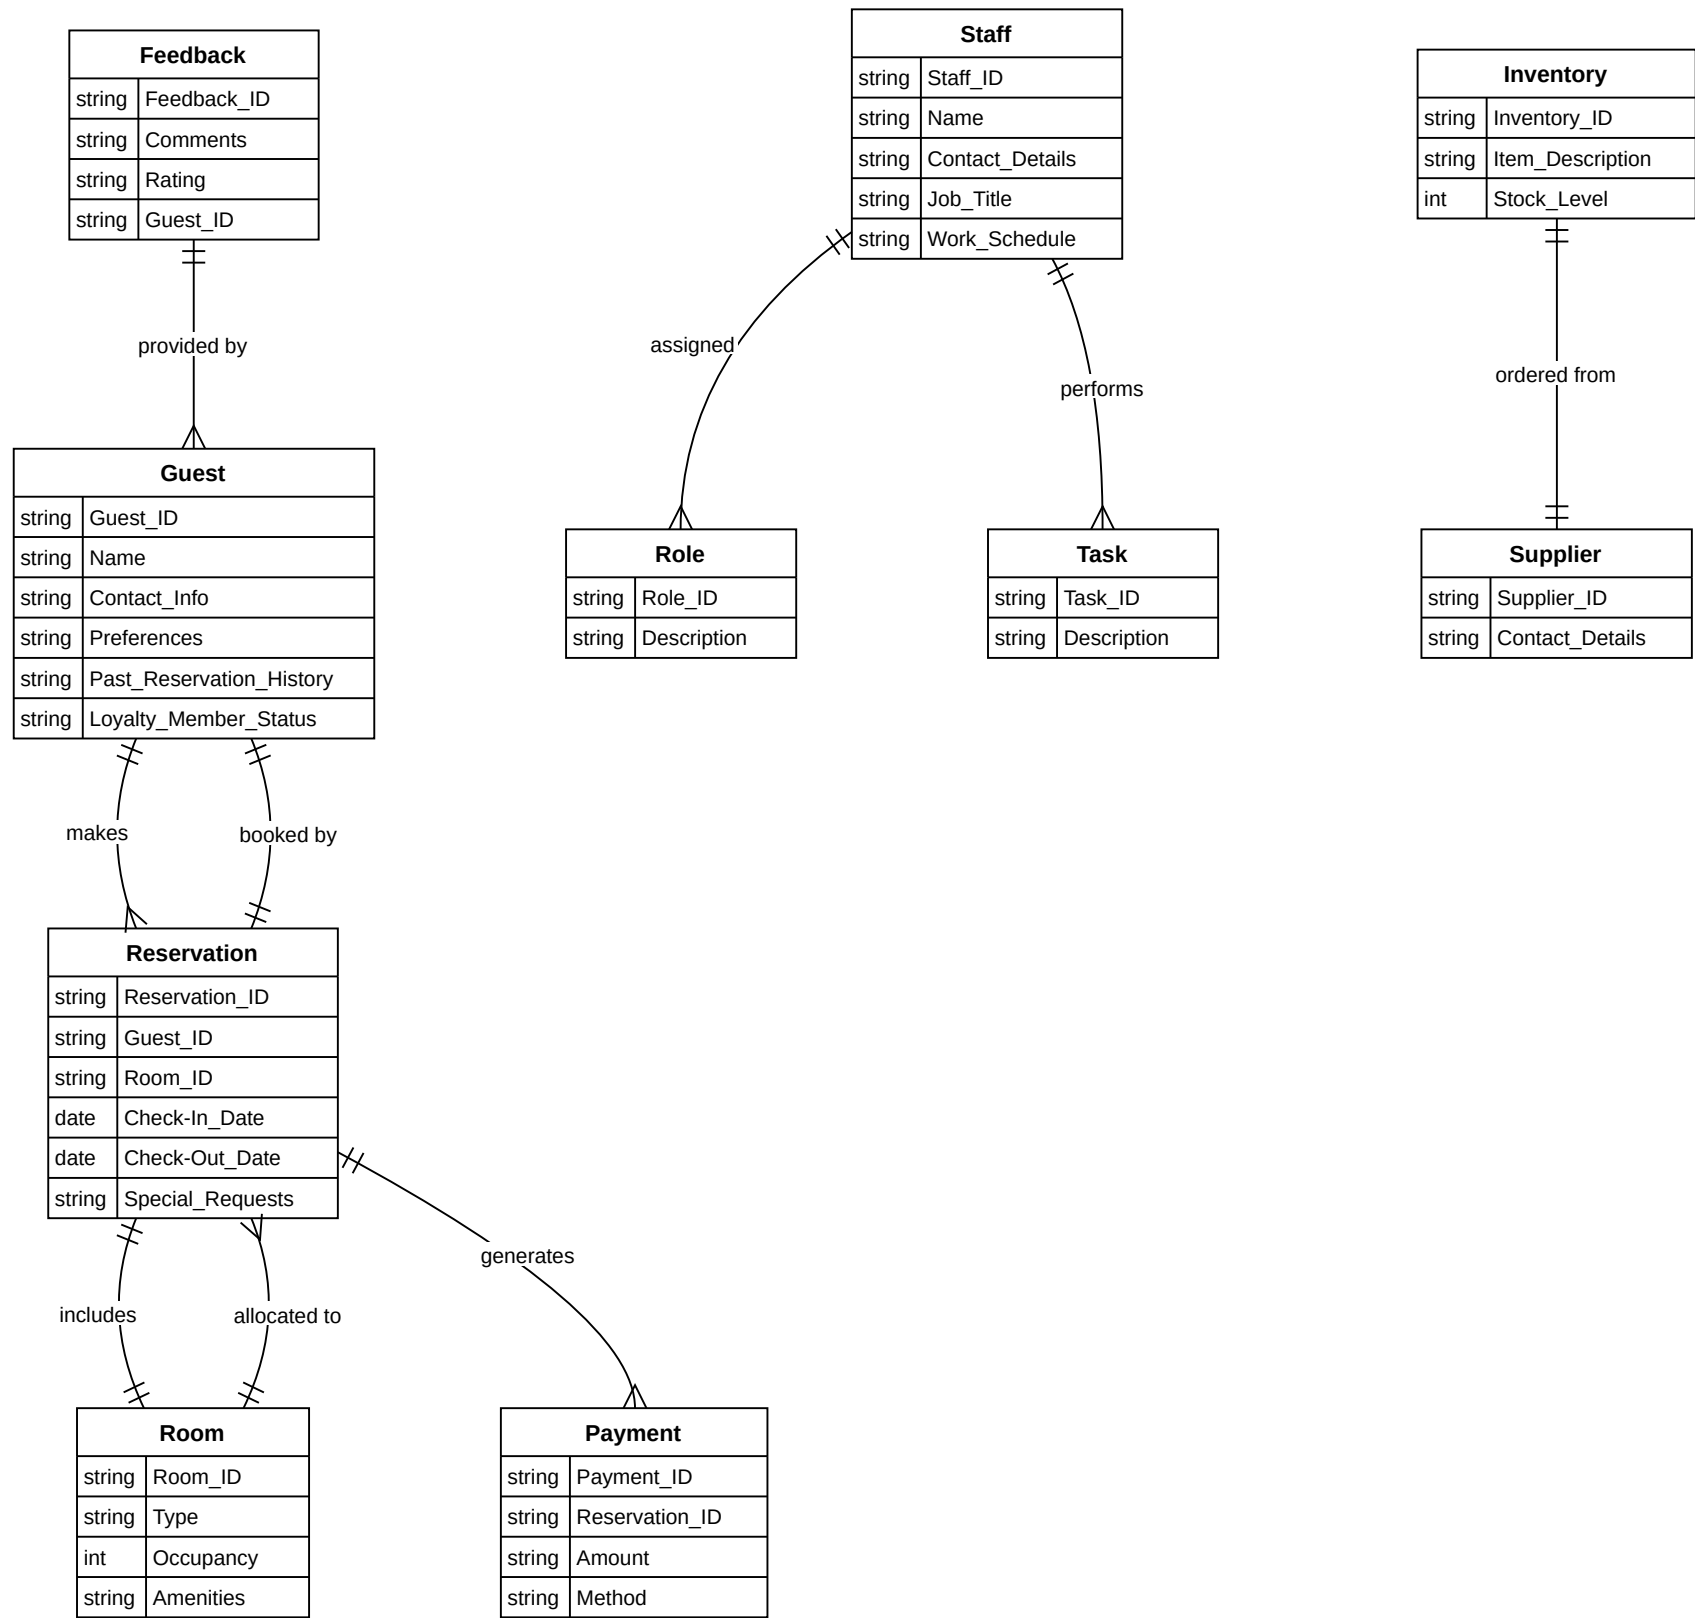 Feedback
string Feedback_ID
string Comments
string Rating
string Guest_ID
provided by
Guest
string Guest_ID
string Name
string Contact_Info
string Preferences
string Past_Reservation_History
string Loyalty_Member_Status
makes
booked by
Reservation
string Reservation_ID
string Guest_ID
string Room_ID
date Check-In_Date
date Check-Out_Date
string Special_Requests
includes
allocated to
generates
Room
string Room_ID
string Type
int Occupancy
string Amenities
Payment
string Payment_ID
string Reservation_ID
string Amount
string Method
Staff
string Staff_ID
string Name
string Contact_Details
string Job_Title
string Work_Schedule
assigned
performs
Role
string Role_ID
string Description
Task
string Task_ID
string Description
Inventory
string Inventory_ID
string Item_Description
int Stock_Level
ordered from
Supplier
string Supplier_ID
string Contact_Details